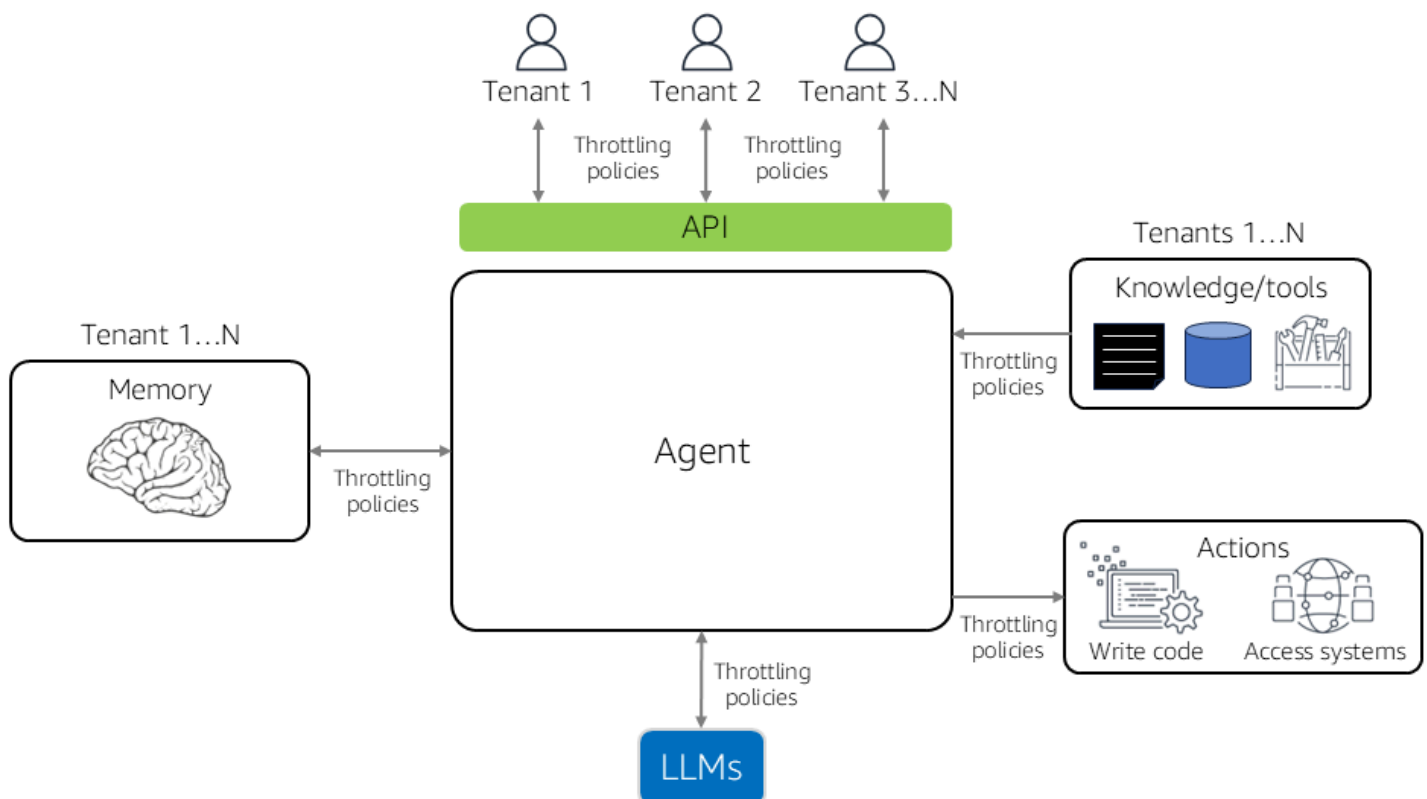 Tenant 1
Tenant 2
Tenant 3...N
Throttling
policies
Throttling
policies
API
Tenants 1...N
Knowledge/tools
Throttling
policies
Tenant 1...N
Memory
Throttling
policies
Agent
Actions
Write code
Access systems
Throttling
policies
Throttling
policies
LLMs